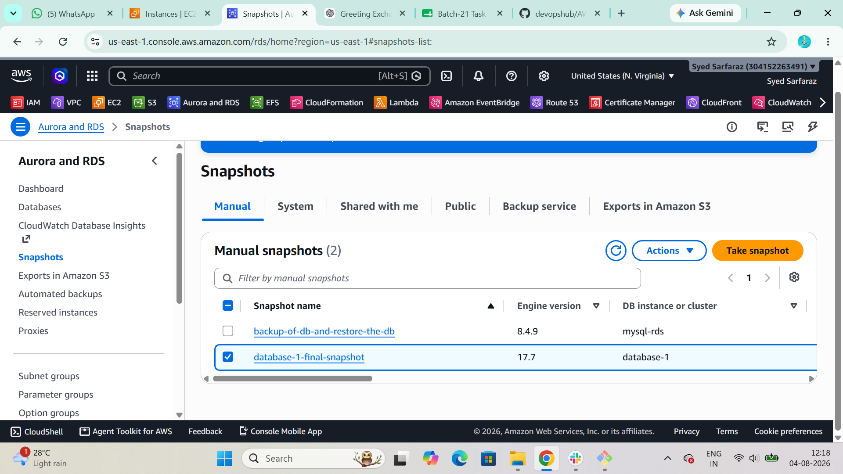 (5) WhatsApp
Instances | EC2
Snapshots | Au
Greeting Excha
Batch-21 Task
devopshub/AW
Ask Gemini
us-east-1.console.aws.amazon.com/rds/home?region=us-east-1#snapshots-list:
aws
Search
[Alt+S]
United States (N. Virginia)
Syed Sarfaraz (304152263491)
Syed Sarfaraz
IAM
VPC
EC2
S3
Aurora and RDS
EFS
CloudFormation
Lambda
Amazon EventBridge
Route 53
Certificate Manager
CloudFront
CloudWatch
Aurora and RDS
Snapshots
Aurora and RDS
Dashboard
Databases
CloudWatch Database Insights
Snapshots
Exports in Amazon S3
Automated backups
Reserved instances
Proxies
Subnet groups
Parameter groups
Option groups
Snapshots
Manual
System
Shared with me
Public
Backup service
Exports in Amazon S3
Manual snapshots (2)
Actions
Take snapshot
Filter by manual snapshots
1
Snapshot name
Engine version
DB instance or cluster
backup-of-db-and-restore-the-db
8.4.9
mysql-rds
database-1-final-snapshot
17.7
database-1
CloudShell
Agent Toolkit for AWS
Feedback
Console Mobile App
© 2026, Amazon Web Services, Inc. or its affiliates.
Privacy
Terms
Cookie preferences
1
28°C
Light rain
Search
ENG
IN
12:18
04-08-2026